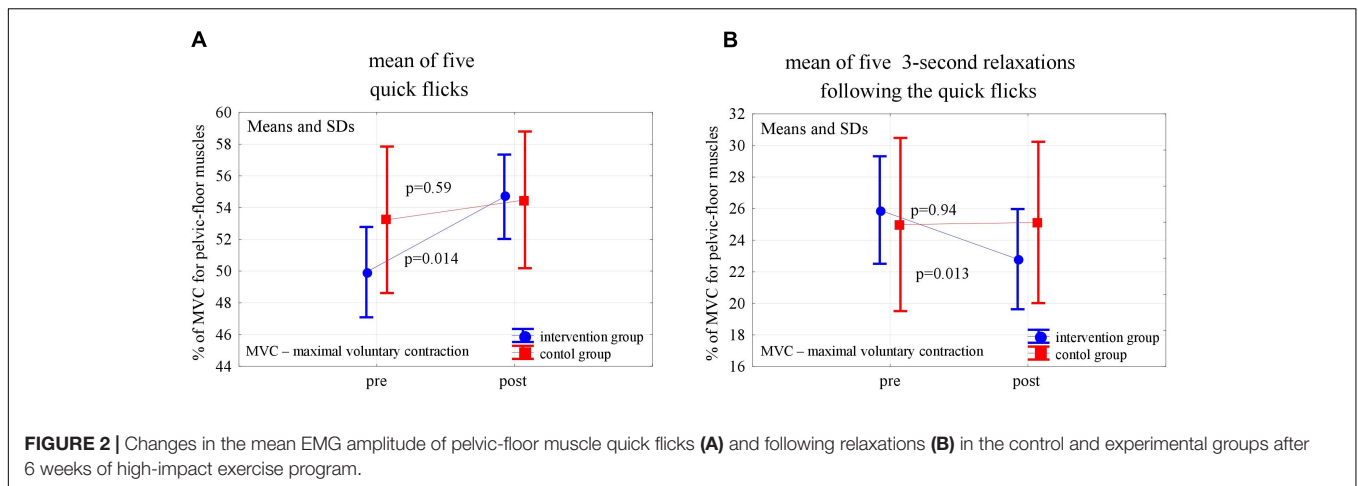 A
mean of five
quick flicks
% of MVC for pelvic-floor muscles
60
58
56
54
52
50
48
46
44
Means and SDs
p=0.59
p=0.014
MVC – maximal voluntary contraction
intervention group
contol group
pre
post
B
mean of five 3-second relaxations
following the quick flicks
% of MVC for pelvic-floor muscles
32
30
28
26
24
22
20
18
16
Means and SDs
p=0.94
p=0.013
MVC – maximal voluntary contraction
intervention group
contol group
pre
post
FIGURE 2 | Changes in the mean EMG amplitude of pelvic-floor muscle quick flicks (A) and following relaxations (B) in the control and experimental groups after
6 weeks of high-impact exercise program.